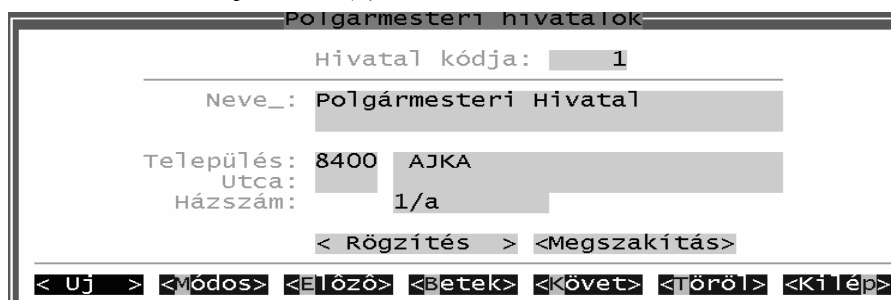 Polgármesteri hivatalok
Hivatal kódja: 1
Neve_: Polgármesteri Hivatal
Település: 8400 AJKA
Utca:
Házszám: 1/a
< Rögzítés > <Megszakítás>
< Uj > <Módos> <Elôzô> <Betek> <Követ> <Töröl> <Kilép>